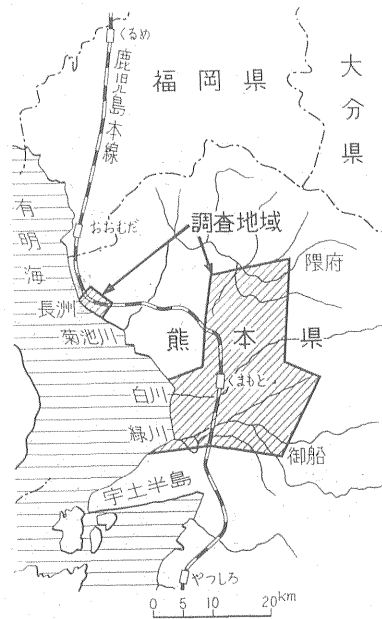 くるめ
鹿児島本線
福岡県
大分県
有明海
おおむだ
調査地域
隈府
長洲
菊池川
熊本県
くまもと
白川
緑川
御船
宇土半島
やつしろ
0 5 10 20km